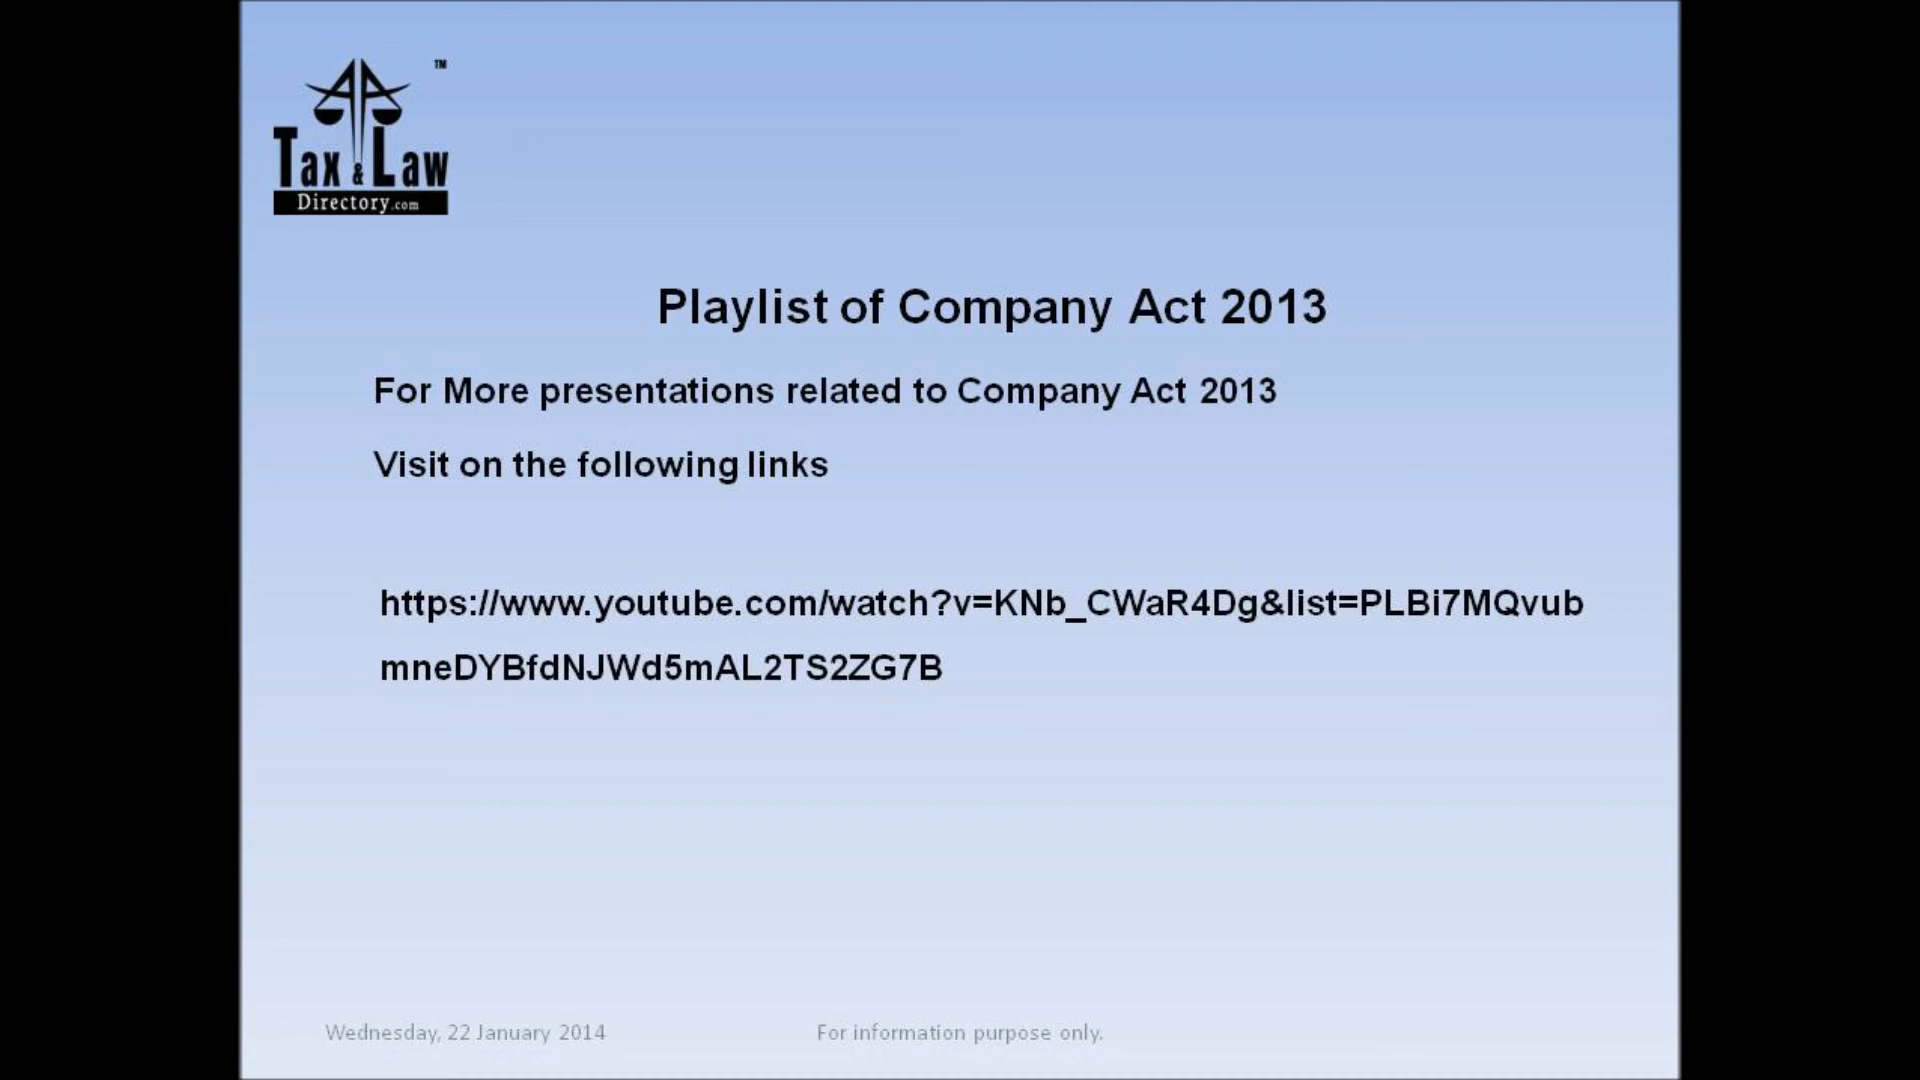 TM
Tax & Law
Directory.com
Playlist of Company Act 2013
For More presentations related to Company Act 2013
Visit on the following links
https://www.youtube.com/watch?v=KNb_CWaR4Dg&list=PLBi7MQvub
mneDYBfdNJWd5mAL2TS2ZG7B
Wednesday, 22 January 2014
For information purpose only.